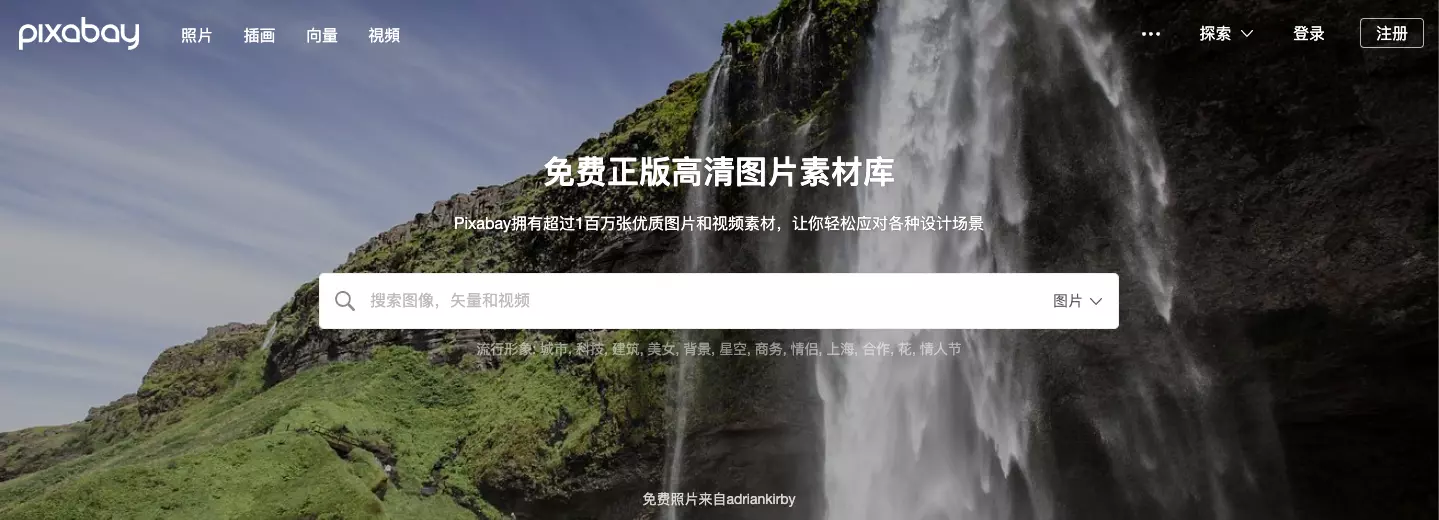 pixabay 照片 插画 向量 視頻 ••• 探索 登录 注册
免费正版高清图片素材库
Pixabay拥有超过1百万张优质图片和视频素材，让你轻松应对各种设计场景
搜索图像，矢量和视频 图片
流行形象: 城市, 科技, 建筑, 美女, 背景, 星空, 商务, 情侣, 上海, 合作, 花, 情人节
免费照片来自adriankirby